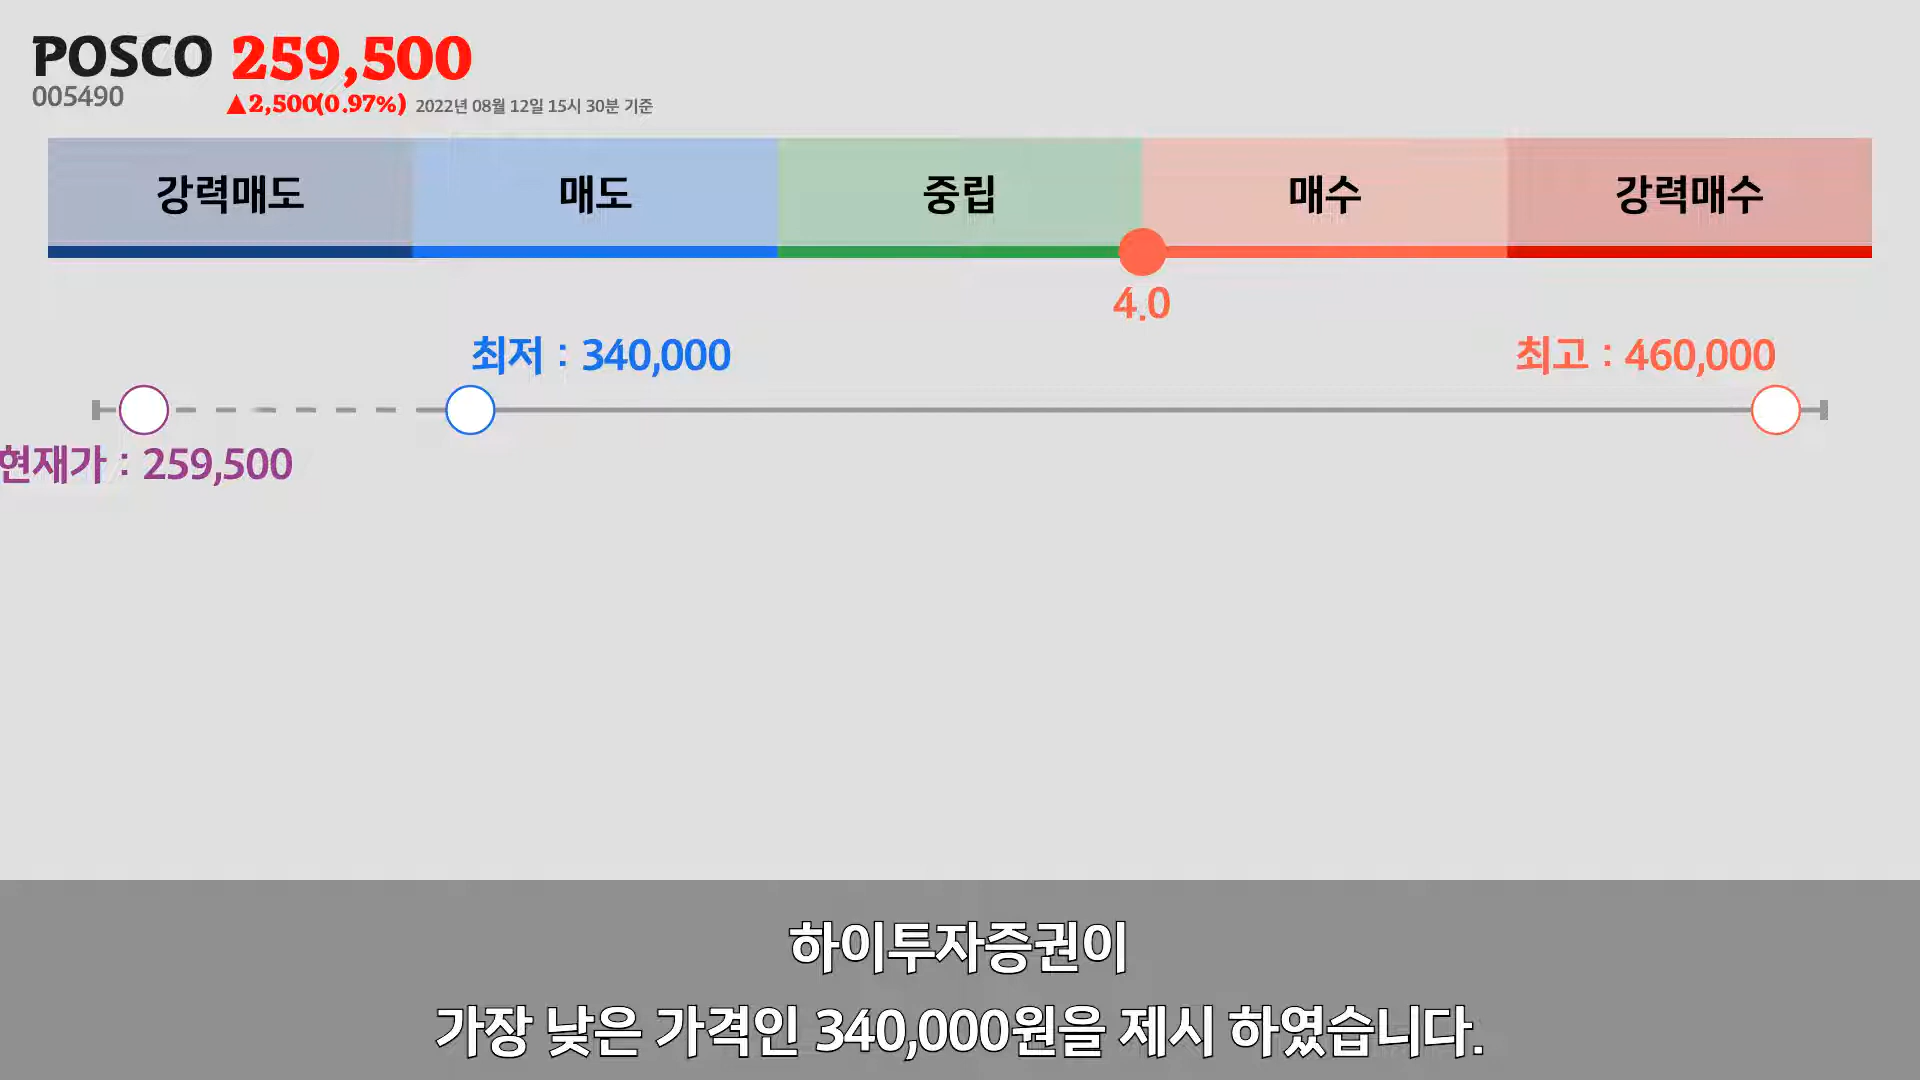 POSCO 259,500
005490
▲2,500(0.97%) 2022년 08월 12일 15시 30분 기준
강력매도 매도 중립 매수 강력매수
4.0
최저 : 340,000 최고 : 460,000
현재가 : 259,500
하이투자증권이
가장 낮은 가격인 340,000원을 제시 하였습니다.